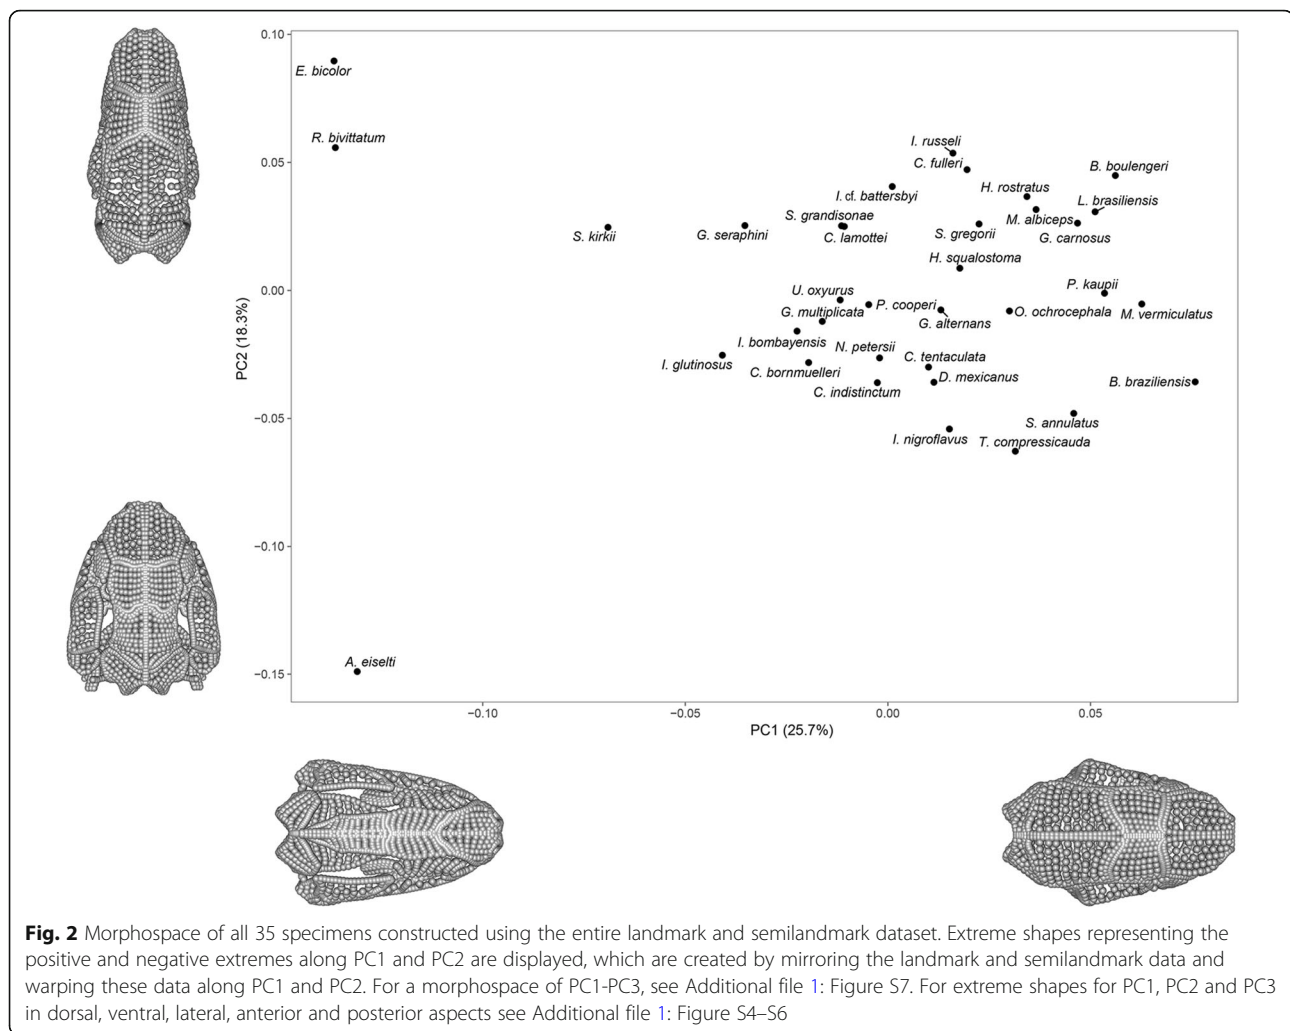 0.10
E. bicolor
R. bivittatum
I. russeli
C. fulleri
B. boulengeri
0.05
H. rostratus
I. cf. battersbyi
L. brasiliensis
S. grandisonae
M. albiceps
S. kirkii
G. seraphini
C. lamottei
S. gregorii
G. carnosus
H. squalostoma
0.00
U. oxyurus
P. kaupii
G. multiplicata
P. cooperi
O. ochrocephala
M. vermiculatus
G. alternans
I. bombayensis
N. petersii
I. glutinosus
C. bornmuelleri
C. tentaculata
D. mexicanus
B. braziliensis
C. indistinctum
−0.05
S. annulatus
I. nigroflavus
T. compressicauda
PC2 (18.3%)
−0.10
A. eiselti
−0.15
−0.10
−0.05
0.00
0.05
PC1 (25.7%)
Fig. 2 Morphospace of all 35 specimens constructed using the entire landmark and semilandmark dataset. Extreme shapes representing the
positive and negative extremes along PC1 and PC2 are displayed, which are created by mirroring the landmark and semilandmark data and
warping these data along PC1 and PC2. For a morphospace of PC1-PC3, see Additional file 1: Figure S7. For extreme shapes for PC1, PC2 and PC3
in dorsal, ventral, lateral, anterior and posterior aspects see Additional file 1: Figure S4–S6